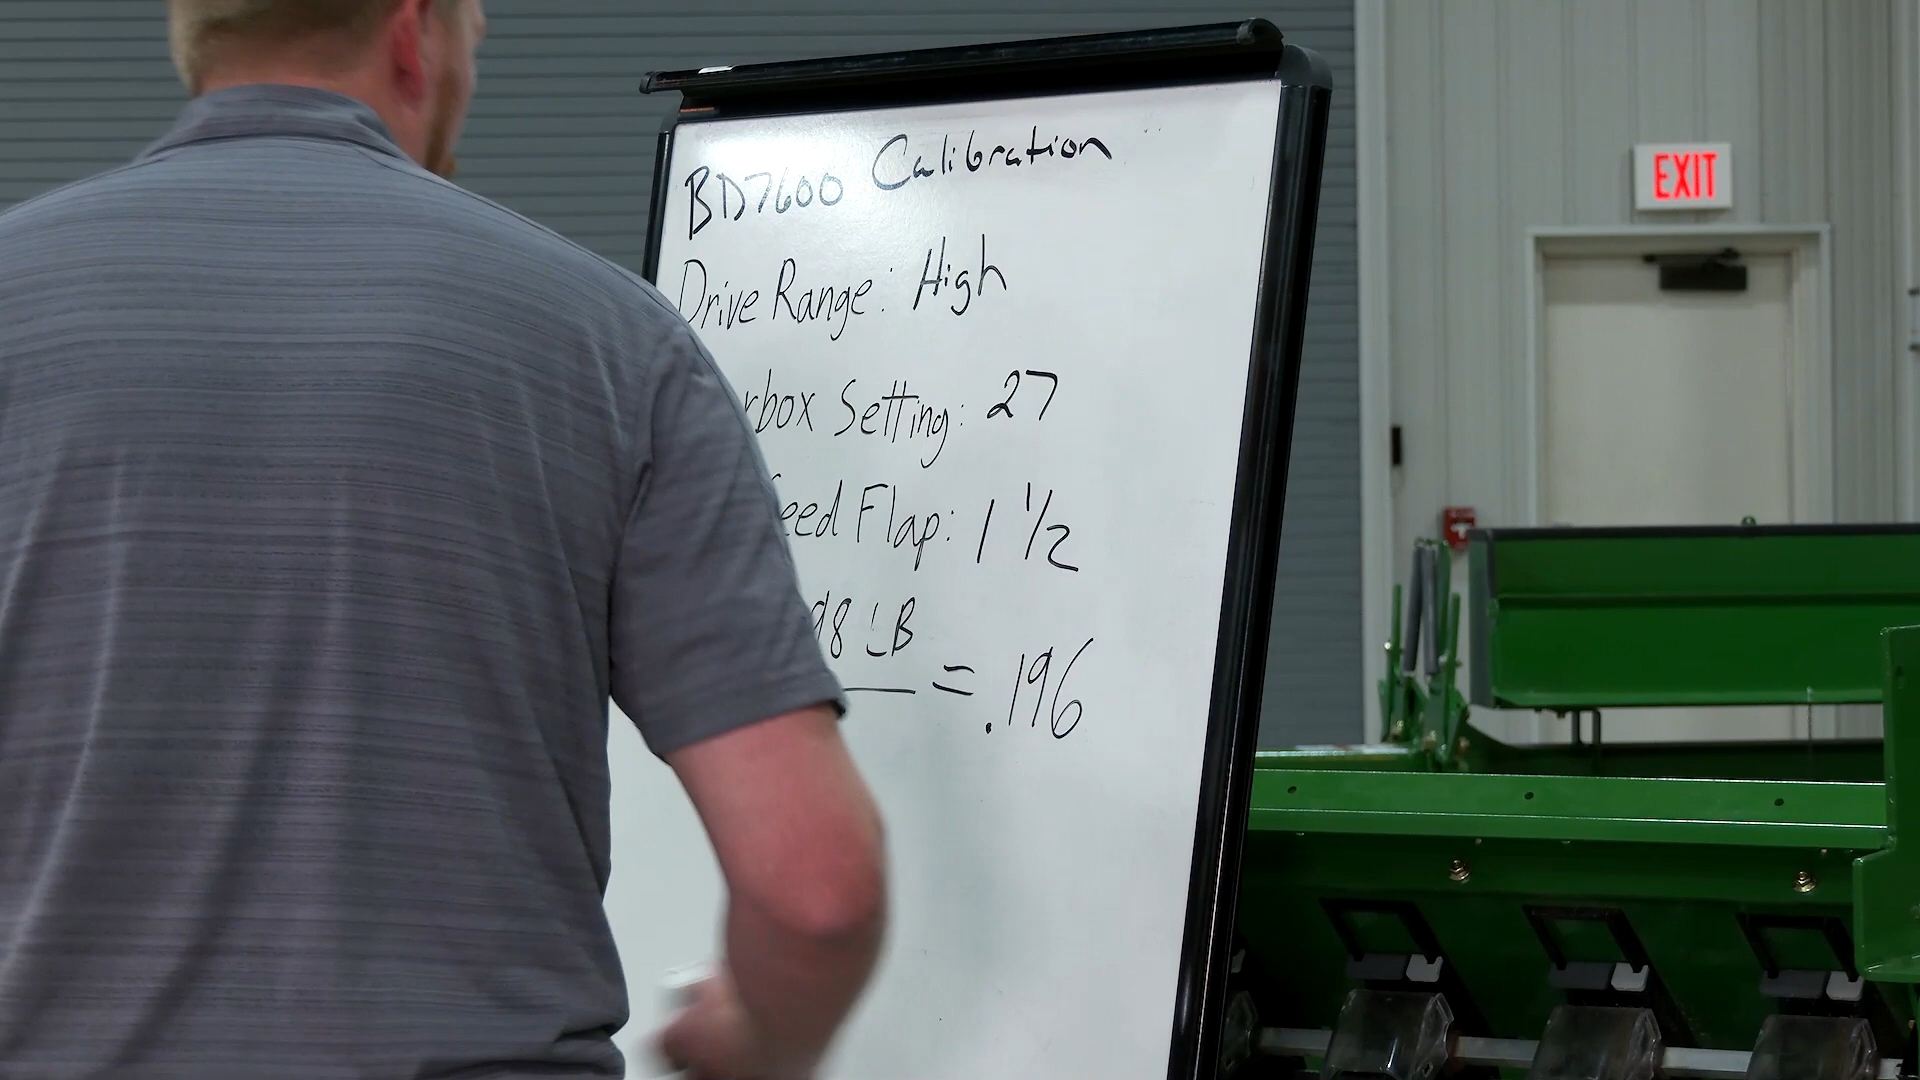 EXIT
BD7600 Calibration
Drive Range: High
rbox Setting: 27
eed Flap: 1 1/2
98 LB
= .196